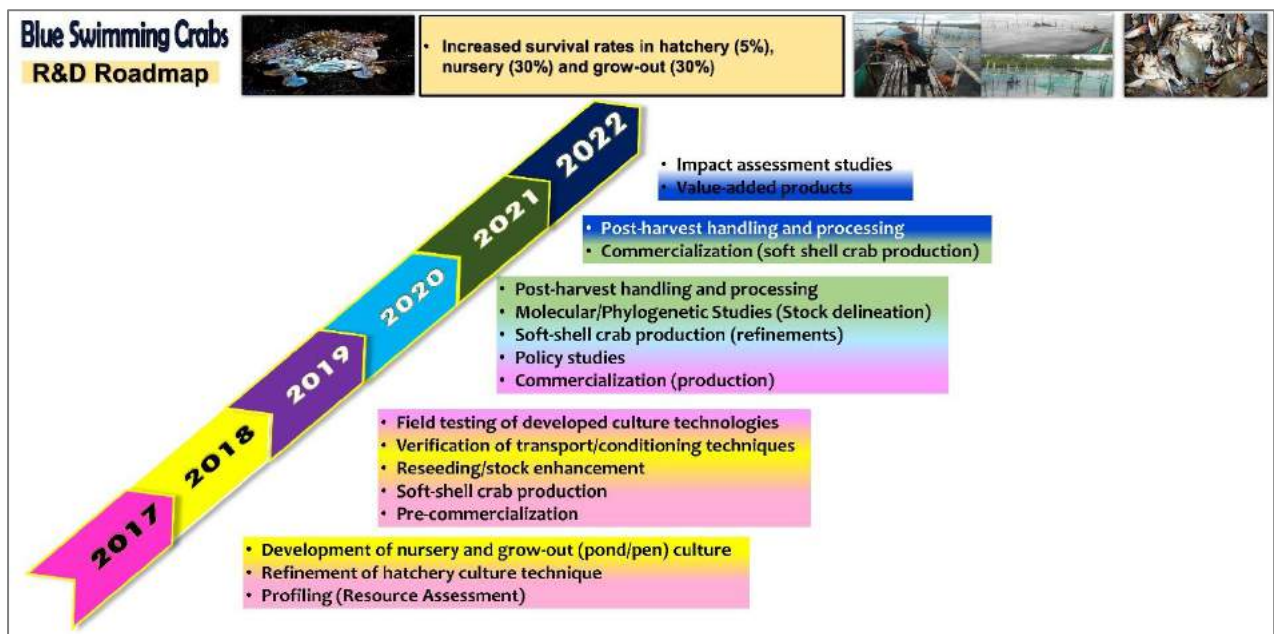 Blue Swimming Crabs
R&D Roadmap
• Increased survival rates in hatchery (5%),
nursery (30%) and grow-out (30%)
2022
• Impact assessment studies
• Value-added products
2021
• Post-harvest handling and processing
• Commercialization (soft shell crab production)
2020
• Post-harvest handling and processing
• Molecular/Phylogenetic Studies (Stock delineation)
• Soft-shell crab production (refinements)
• Policy studies
• Commercialization (production)
2019
• Field testing of developed culture technologies
• Verification of transport/conditioning techniques
• Reseeding/stock enhancement
• Soft-shell crab production
• Pre-commercialization
2018
2017
• Development of nursery and grow-out (pond/pen) culture
• Refinement of hatchery culture technique
• Profiling (Resource Assessment)